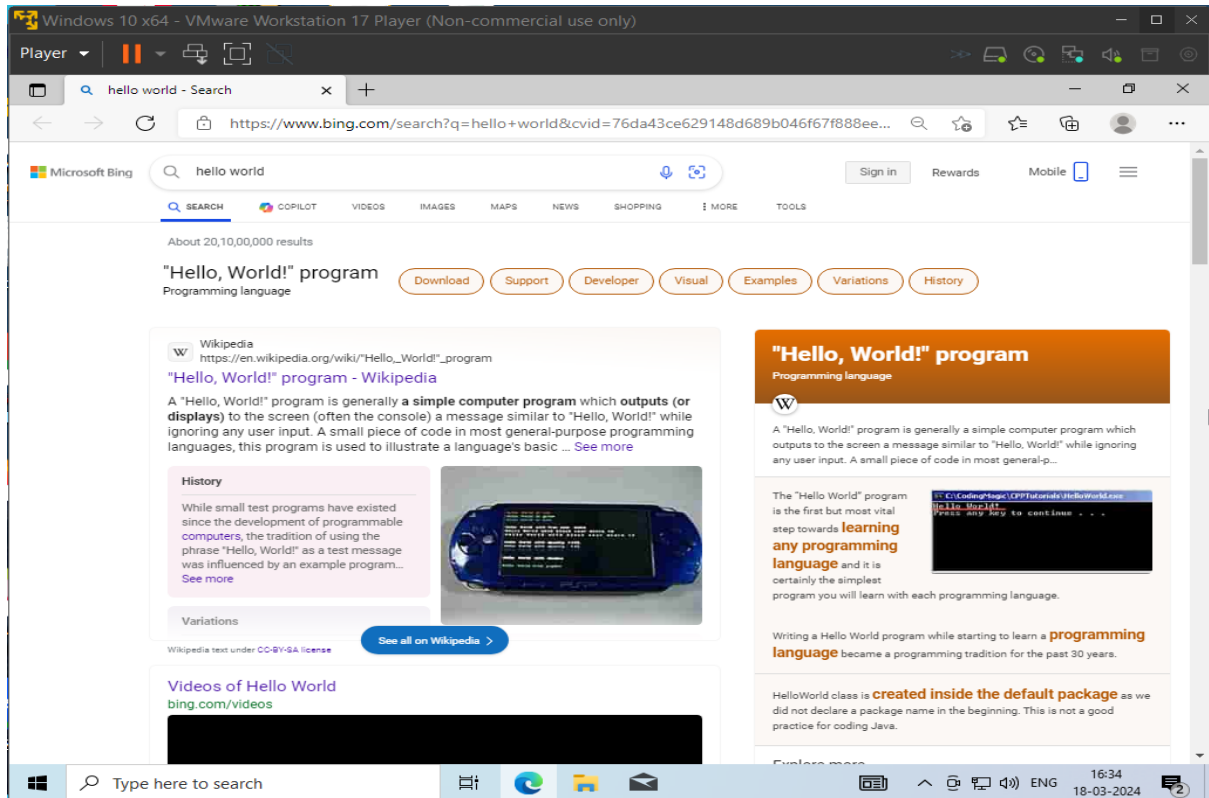 Windows 10 x64 - VMware Workstation 17 Player (Non-commercial use only)
Player
hello world - Search
https://www.bing.com/search?q=hello+world&cvid=76da43ce629148d689b046f67f888ee...
Microsoft Bing
hello world
Sign in
Rewards
Mobile
SEARCH
COPILOT
VIDEOS
IMAGES
MAPS
NEWS
SHOPPING
MORE
TOOLS
About 20,10,00,000 results
"Hello, World!" program
Programming language
Download
Support
Developer
Visual
Examples
Variations
History
W
Wikipedia
https://en.wikipedia.org/wiki/"Hello,_World!"_program
"Hello, World!" program - Wikipedia
A "Hello, World!" program is generally a simple computer program which outputs (or
displays) to the screen (often the console) a message similar to "Hello, World!" while
ignoring any user input. A small piece of code in most general-purpose programming
languages, this program is used to illustrate a language's basic ... See more
History
While small test programs have existed
since the development of programmable
computers, the tradition of using the
phrase "Hello, World!" as a test message
was influenced by an example program...
See more
Variations
See all on Wikipedia
Wikipedia text under CC-BY-SA license
Videos of Hello World
bing.com/videos
"Hello, World!" program
Programming language
W
A "Hello, World!" program is generally a simple computer program which
outputs to the screen a message similar to "Hello, World!" while ignoring
any user input. A small piece of code in most general-p...
The "Hello World" program
is the first but most vital
step towards learning
any programming
language and it is
certainly the simplest
program you will learn with each programming language.
C:\CodingMagic\CPPTutorials\HelloWorld.exe
Hello World!
Press any key to continue . . .
Writing a Hello World program while starting to learn a programming
language became a programming tradition for the past 30 years.
HelloWorld class is created inside the default package as we
did not declare a package name in the beginning. This is not a good
practice for coding Java.
Explore more
Type here to search
ENG
16:34
18-03-2024
2